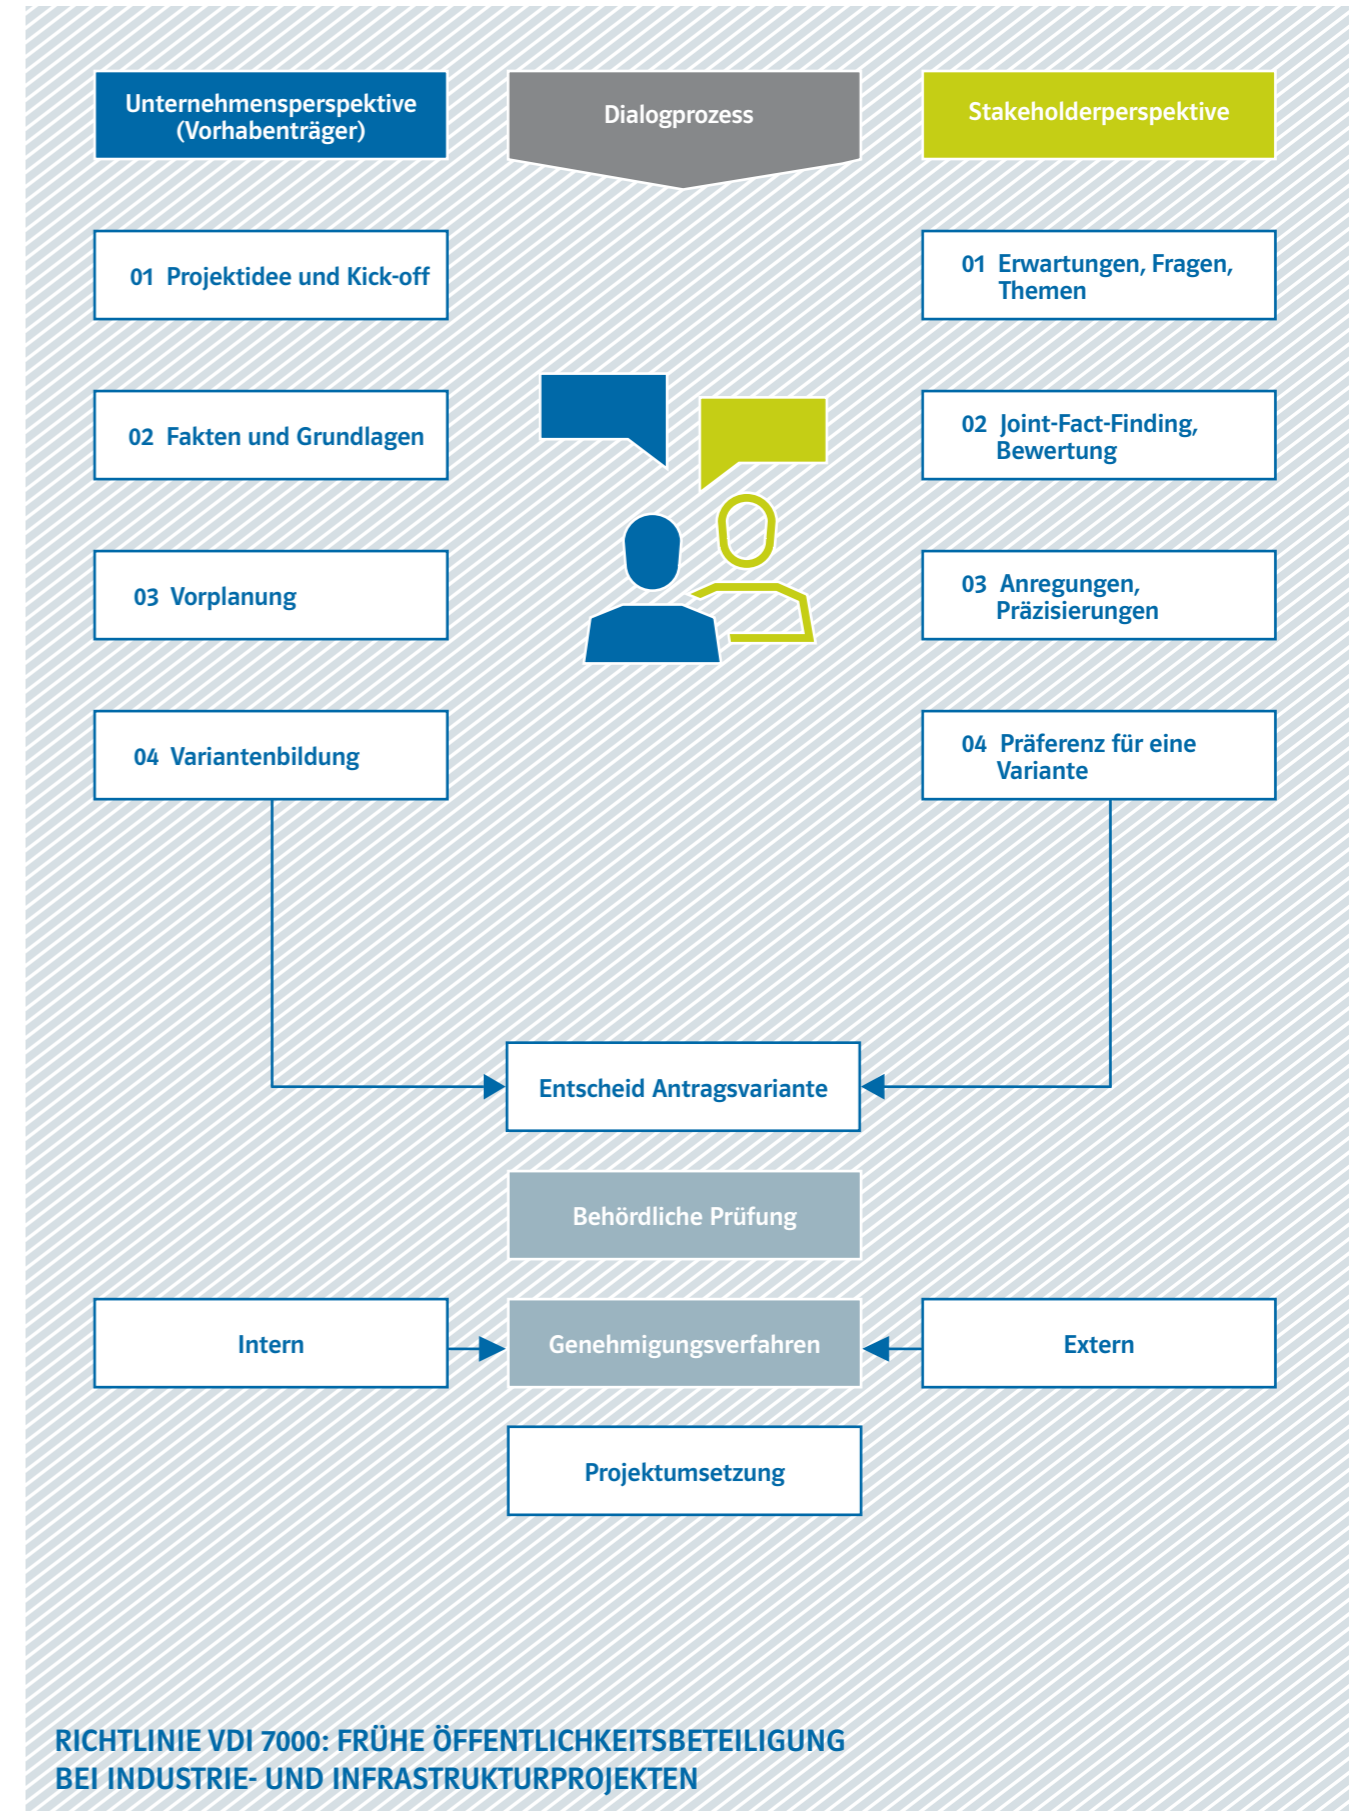 Unternehmensperspektive
(Vorhabenträger)
Dialogprozess
Stakeholderperspektive
01 Projektidee und Kick-off
01 Erwartungen, Fragen,
Themen
02 Fakten und Grundlagen
02 Joint-Fact-Finding,
Bewertung
03 Vorplanung
03 Anregungen,
Präzisierungen
04 Variantenbildung
04 Präferenz für eine
Variante
Entscheid Antragsvariante
Behördliche Prüfung
Intern
Genehmigungsverfahren
Extern
Projektumsetzung
RICHTLINIE VDI 7000: FRÜHE ÖFFENTLICHKEITSBETEILIGUNG
BEI INDUSTRIE- UND INFRASTRUKTURPROJEKTEN